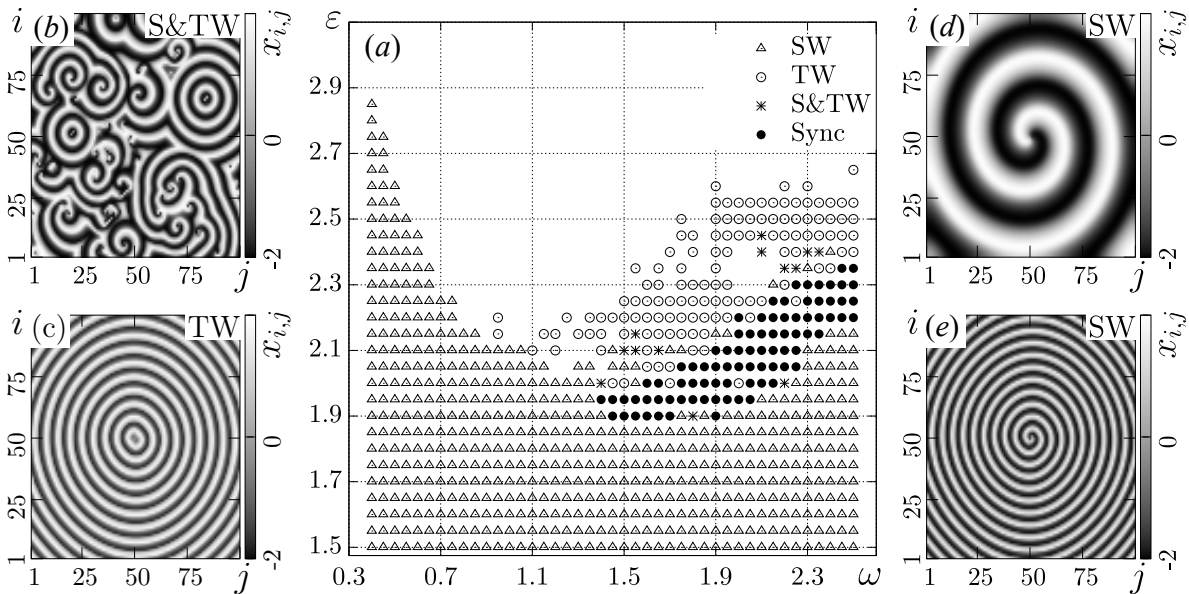 i (b) S&TW
x_{i,j}
75
50
25
1
1 25 50 75 j
0
-2
i (c) TW
x_{i,j}
75
50
25
1
1 25 50 75 j
0
-2
ε (a)
SW
TW
S&TW
Sync
2.9
2.7
2.5
2.3
2.1
1.9
1.7
1.5
0.3 0.7 1.1 1.5 1.9 2.3 ω
i (d) SW
x_{i,j}
75
50
25
1
1 25 50 75 j
0
-2
i (e) SW
x_{i,j}
75
50
25
1
1 25 50 75 j
0
-2